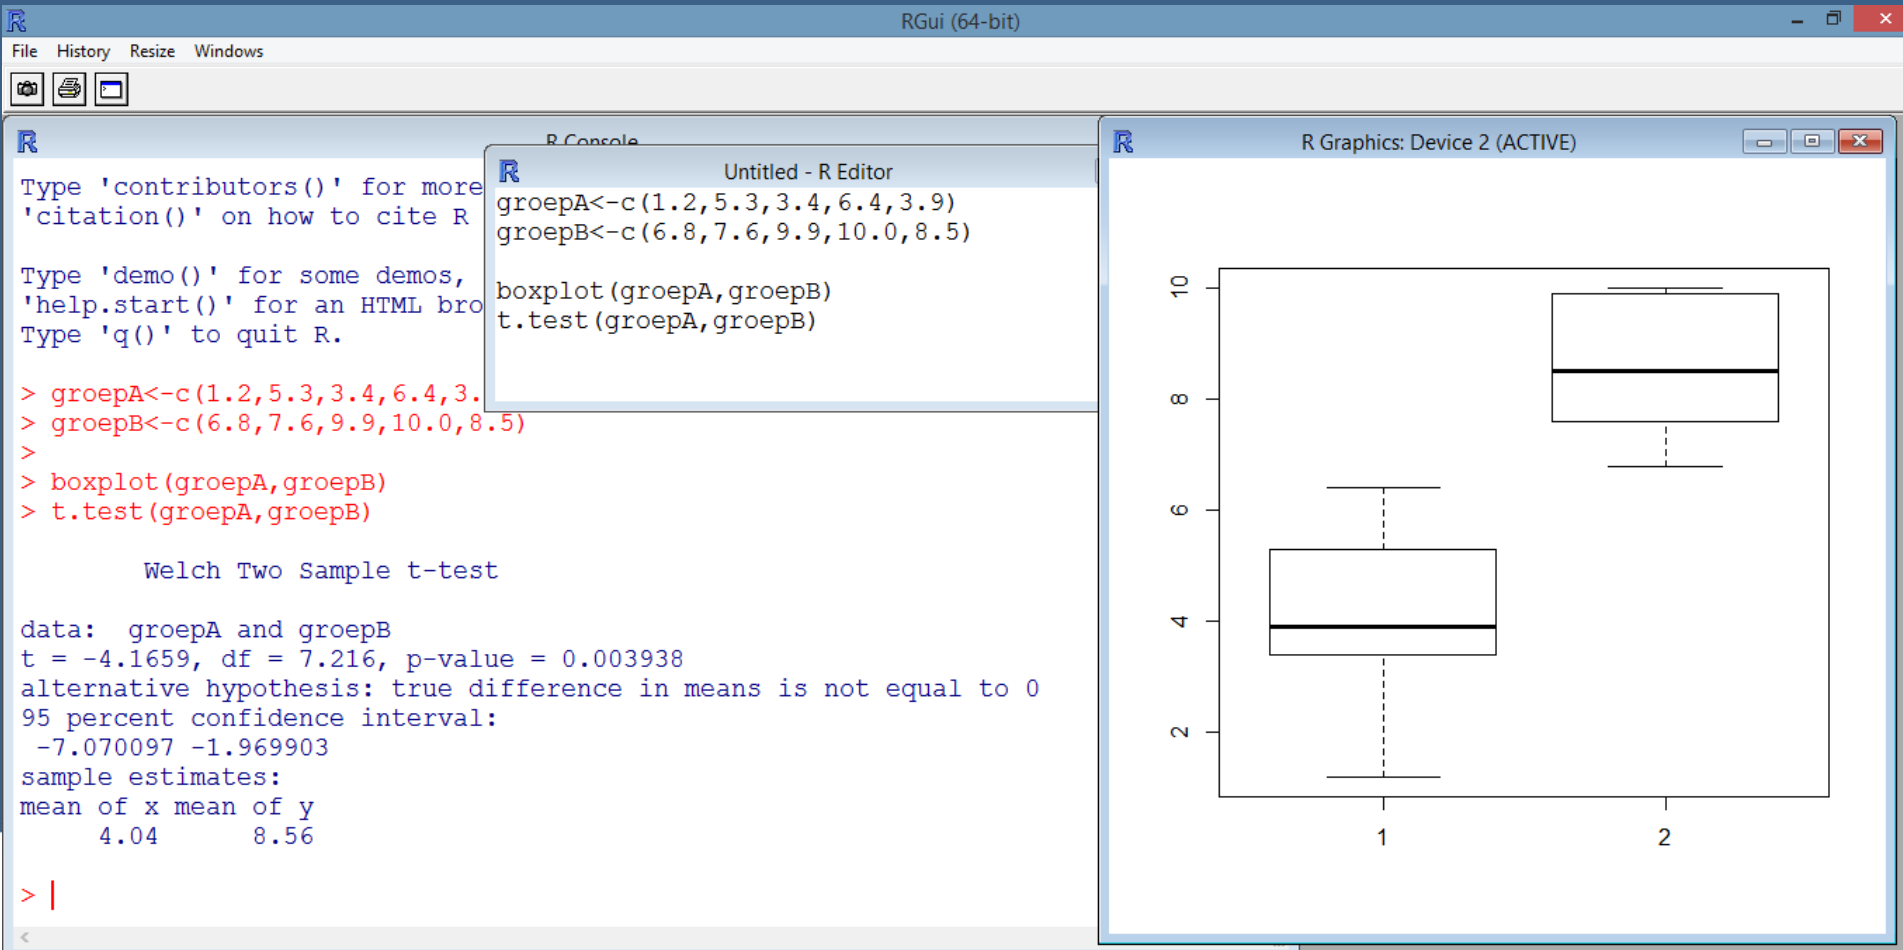 RGui (64-bit)
File History Resize Windows
R Console
Type 'contributors()' for more
'citation()' on how to cite R
Type 'demo()' for some demos,
'help.start()' for an HTML bro
Type 'q()' to quit R.
> groepA<-c(1.2,5.3,3.4,6.4,3.
> groepB<-c(6.8,7.6,9.9,10.0,8.5)
>
> boxplot(groepA,groepB)
> t.test(groepA,groepB)
Welch Two Sample t-test
data:  groepA and groepB
t = -4.1659, df = 7.216, p-value = 0.003938
alternative hypothesis: true difference in means is not equal to 0
95 percent confidence interval:
-7.070097 -1.969903
sample estimates:
mean of x mean of y
4.04 8.56
>
Untitled - R Editor
groepA<-c(1.2,5.3,3.4,6.4,3.9)
groepB<-c(6.8,7.6,9.9,10.0,8.5)
boxplot(groepA,groepB)
t.test(groepA,groepB)
R Graphics: Device 2 (ACTIVE)
10
8
6
4
2
1 2